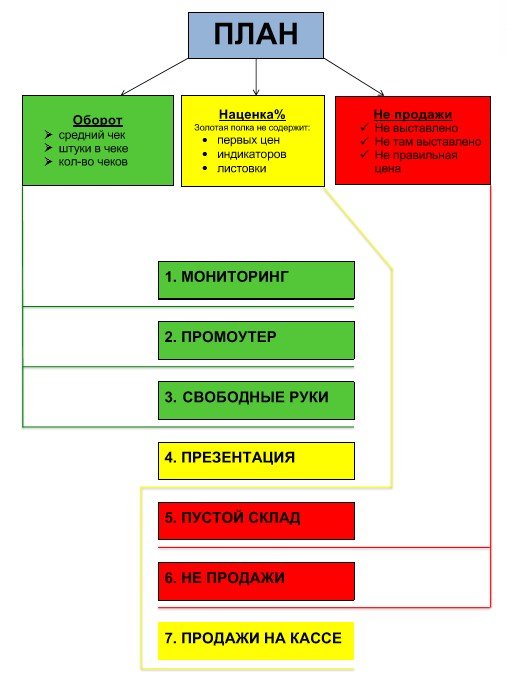 ПЛАН
Оборот
средний чек
штуки в чеке
кол-во чеков
Наценка%
Золотая полка не содержит:
первых цен
индикаторов
листовки
Не продажи
Не выставлено
Не там выставлено
Не правильная
цена
1. МОНИТОРИНГ
2. ПРОМОУТЕР
3. СВОБОДНЫЕ РУКИ
4. ПРЕЗЕНТАЦИЯ
5. ПУСТОЙ СКЛАД
6. НЕ ПРОДАЖИ
7. ПРОДАЖИ НА КАССЕ